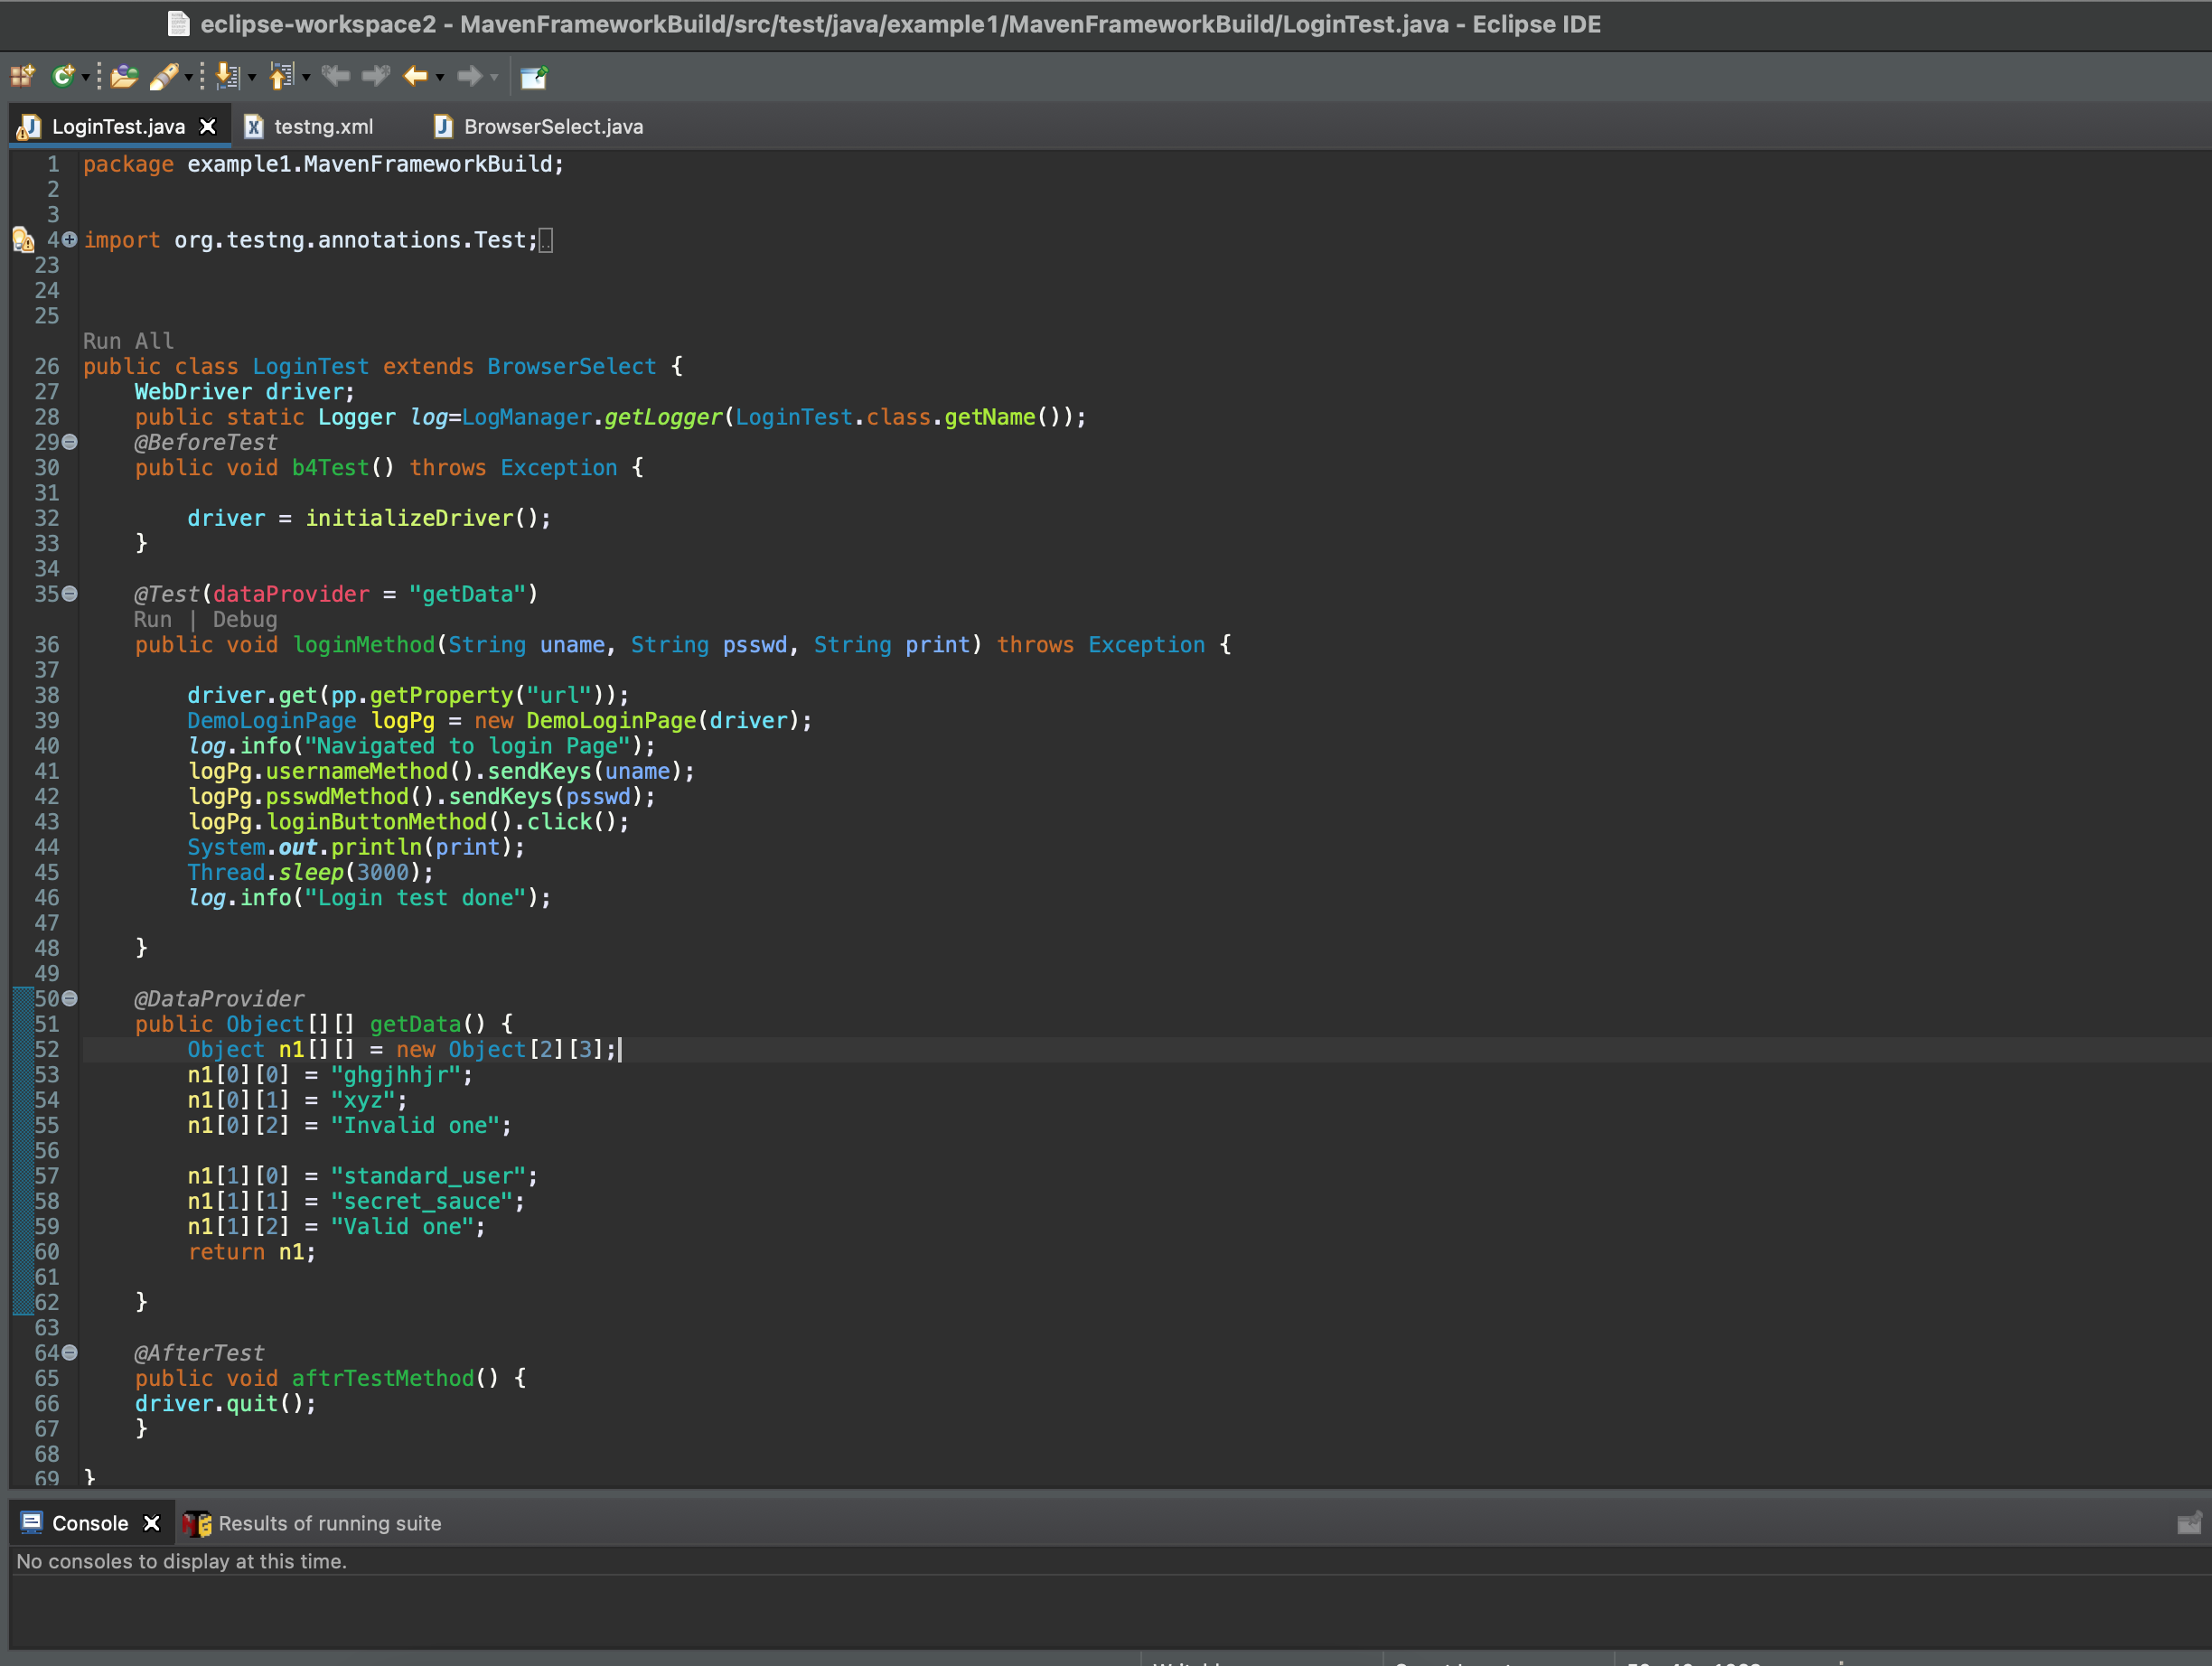 eclipse-workspace2 - MavenFrameworkBuild/src/test/java/example1/MavenFrameworkBuild/LoginTest.java - Eclipse IDE
LoginTest.java testng.xml BrowserSelect.java
1 package example1.MavenFrameworkBuild;
2
3
4 import org.testng.annotations.Test;
23
24
25
Run All
26 public class LoginTest extends BrowserSelect {
27 WebDriver driver;
28 public static Logger log=LogManager.getLogger(LoginTest.class.getName());
29 @BeforeTest
30 public void b4Test() throws Exception {
31
32 driver = initializeDriver();
33 }
34
35 @Test(dataProvider = "getData")
Run | Debug
36 public void loginMethod(String uname, String psswd, String print) throws Exception {
37
38 driver.get(pp.getProperty("url"));
39 DemoLoginPage logPg = new DemoLoginPage(driver);
40 log.info("Navigated to login Page");
41 logPg.usernameMethod().sendKeys(uname);
42 logPg.psswdMethod().sendKeys(psswd);
43 logPg.loginButtonMethod().click();
44 System.out.println(print);
45 Thread.sleep(3000);
46 log.info("Login test done");
47
48 }
49
50 @DataProvider
51 public Object[][] getData() {
52 Object n1[][] = new Object[2][3];
53 n1[0][0] = "ghgjhhjr";
54 n1[0][1] = "xyz";
55 n1[0][2] = "Invalid one";
56
57 n1[1][0] = "standard_user";
58 n1[1][1] = "secret_sauce";
59 n1[1][2] = "Valid one";
60 return n1;
61
62 }
63
64 @AfterTest
65 public void aftrTestMethod() {
66 driver.quit();
67 }
68
69 }
Console Results of running suite
No consoles to display at this time.